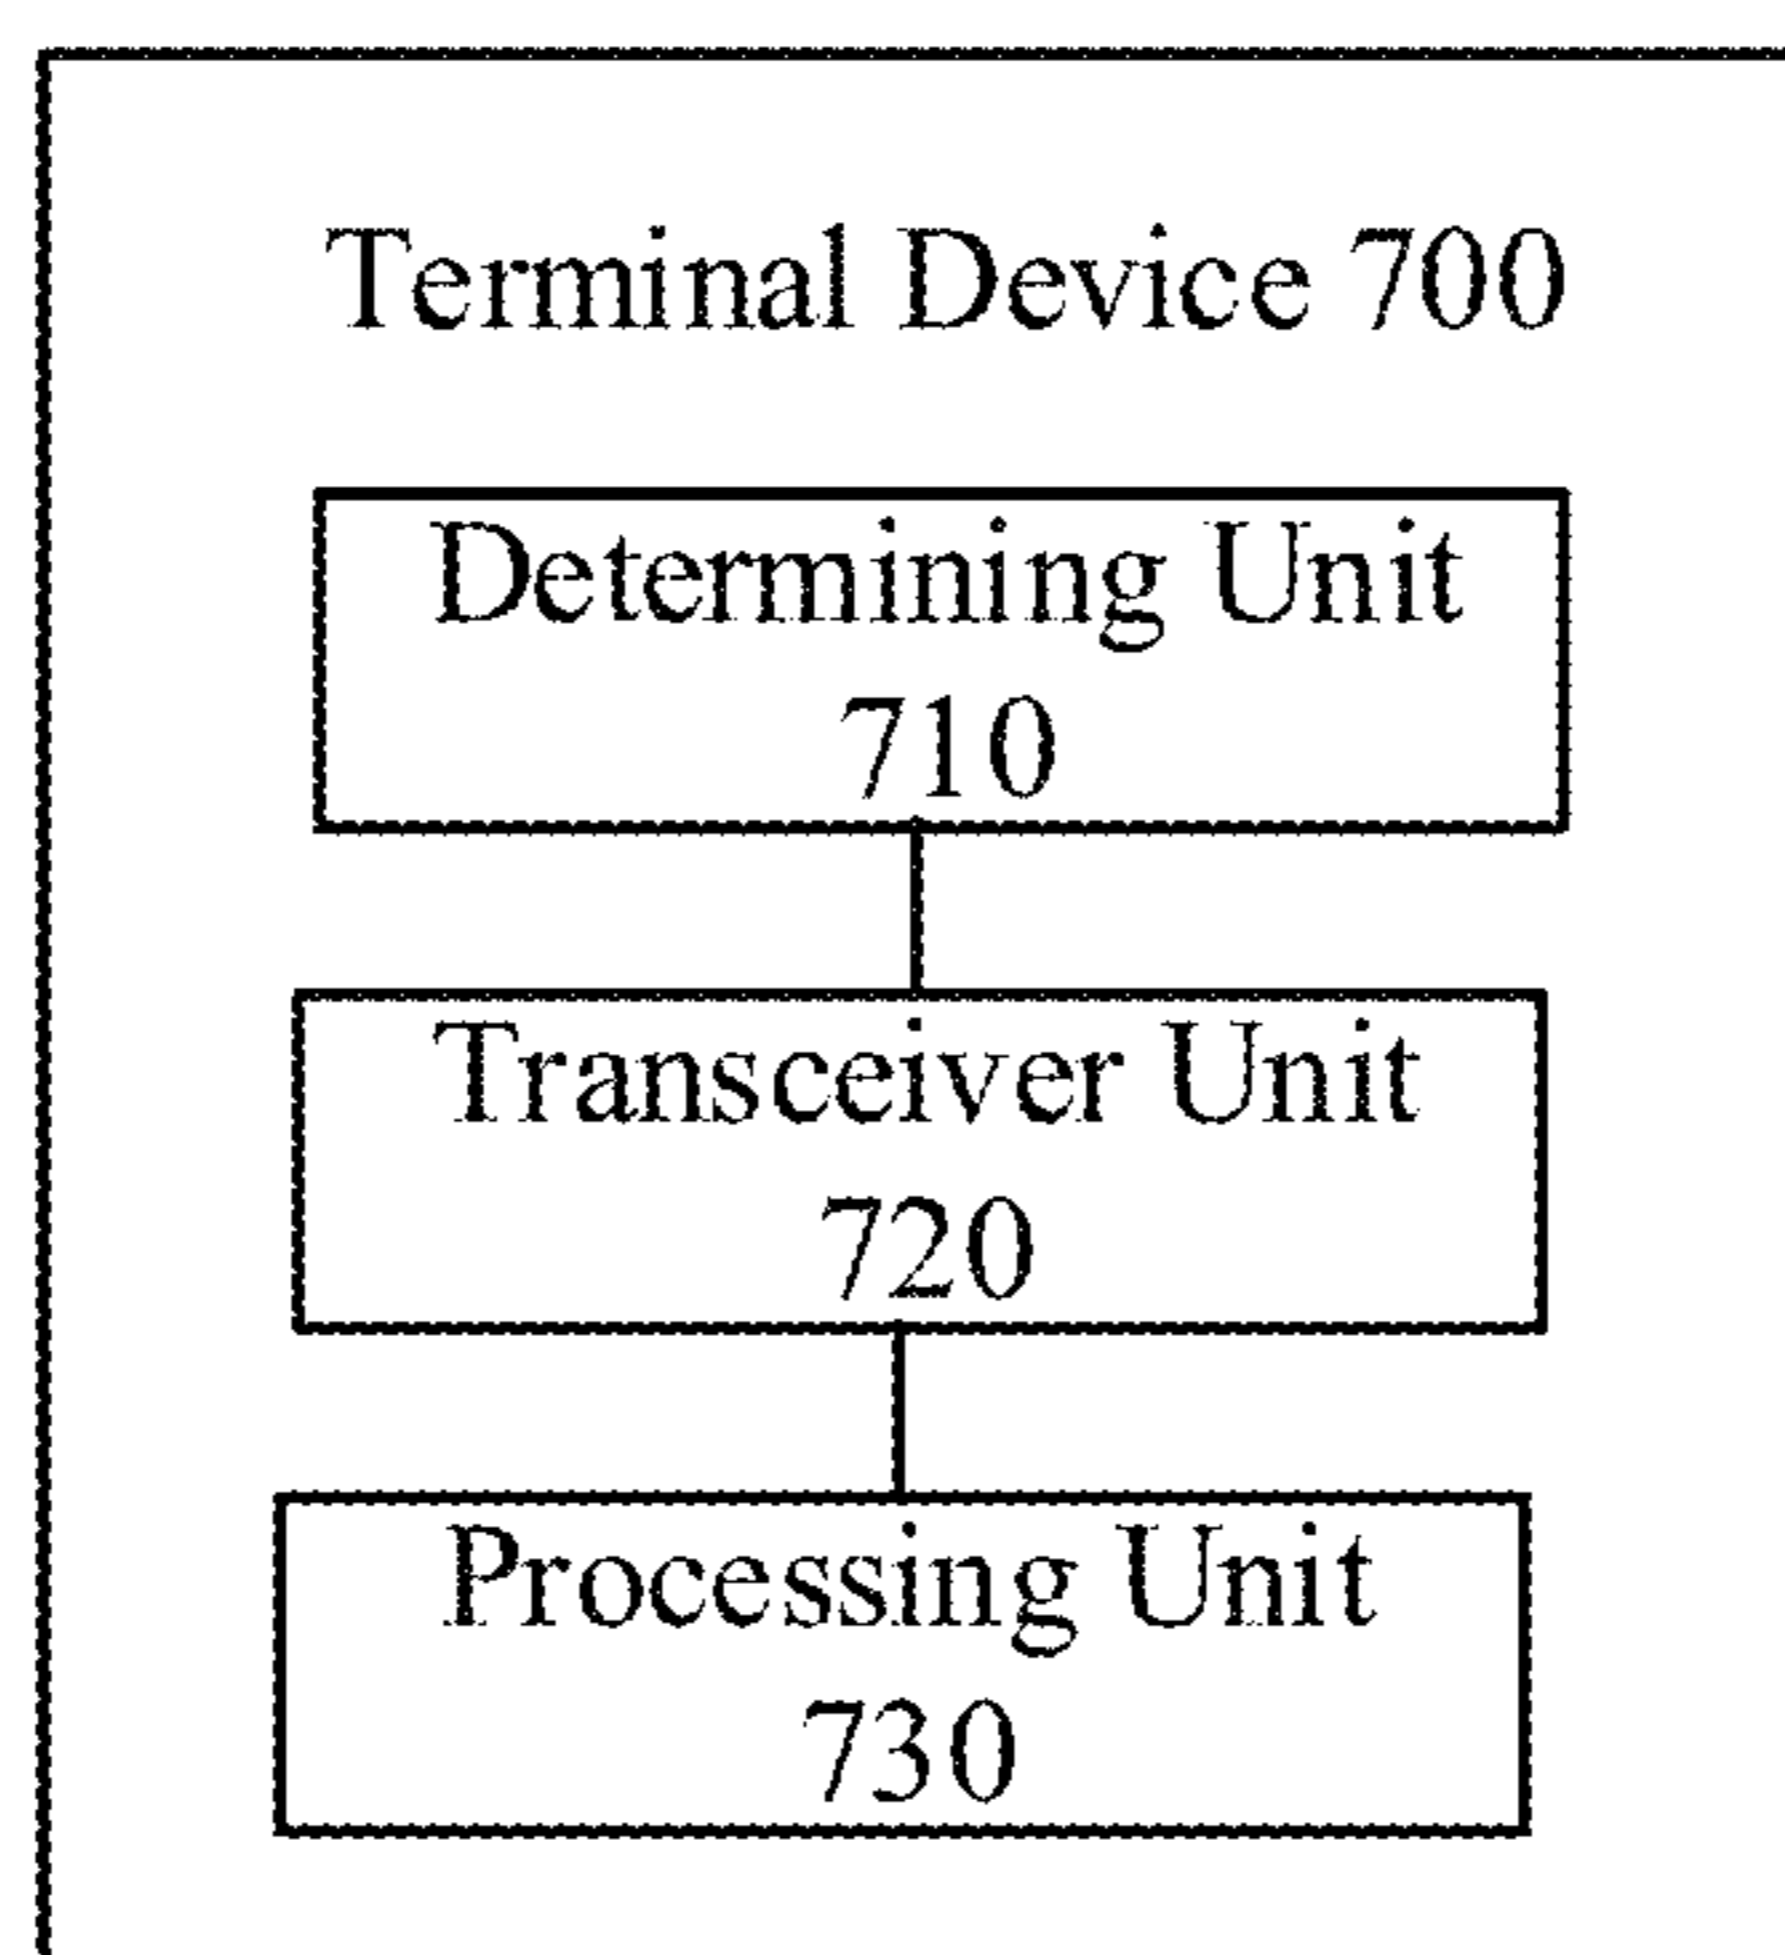 Terminal Device 700
Determining Unit
710
Transceiver Unit
720
Processing Unit
730